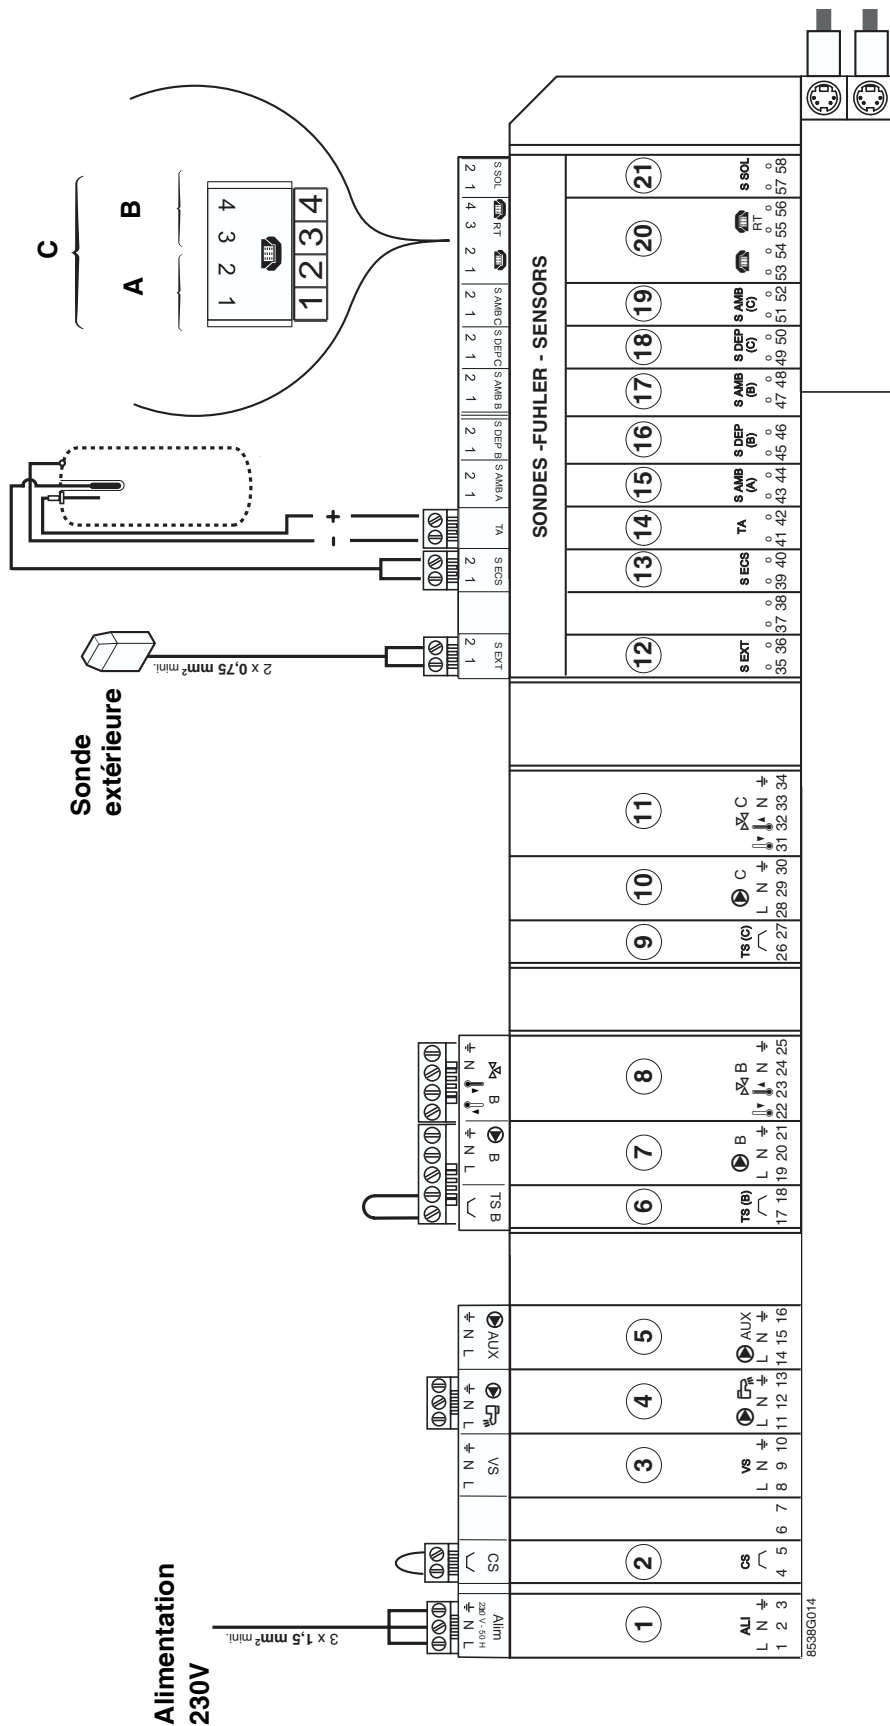 C
A B
1 2 3 4
1 2 3 4
Sonde
extérieure
2 x 0,75 mm² mini.
- +
Alimentation
230V
3 x 1,5 mm² mini.
L N
Alim
230 V - 50 H
CS
L N
VS
L N
L N
AUX
TS B
L N
B
N
B
1 2
S EXT
1 2
S ECS
TA
1 2
S AMB A
1 2
S DEP B
1 2
S AMB B
1 2
S DEP C
1 2
S AMB C
1 2 3 4
RT
1 2
S SOL
SONDES -FUHLER - SENSORS
1 2 3 4 5 6 7 8 9 10 11 12 13 14 15 16 17 18 19 20 21
ALI
L N
1 2 3
CS
4 5
6 7
VS
L N
8 9 10
L N
11 12 13
AUX
L N
14 15 16
TS (B)
17 18
B
L N
19 20 21
B
N
22 23 24 25
TS (C)
26 27
C
L N
28 29 30
C
N
31 32 33 34
S EXT
35 36
37 38
S ECS
39 40
TA
41 42
S AMB
(A)
43 44
S DEP
(B)
45 46
S AMB
(B)
47 48
S DEP
(C)
49 50
S AMB
(C)
51 52
RT
53 54 55 56
S SOL
57 58
8538G014